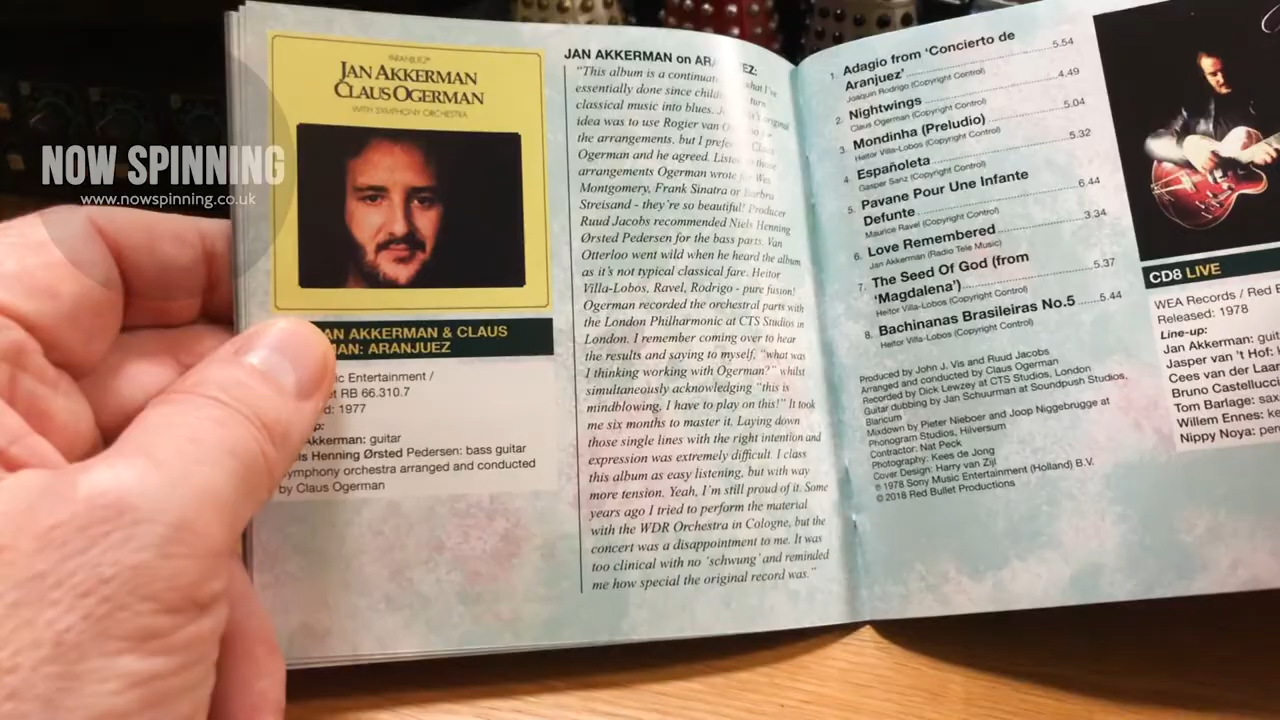 NOW SPINNING
www.nowspinning.co.uk
"ARANJUEZ"
JAN AKKERMAN
CLAUS OGERMAN
WITH SYMPHONY ORCHESTRA
AN AKKERMAN & CLAUS
MAN: ARANJUEZ
ic Entertainment /
et RB 66.310.7
d: 1977
p:
Akkerman: guitar
ls Henning Ørsted Pedersen: bass guitar
symphony orchestra arranged and conducted
by Claus Ogerman
JAN AKKERMAN on ARANJUEZ:
"This album is a continuan what I've
essentially done since child turn
classical music into blues. original
idea was to use Rogier van O
the arrangements, but I prefe Claus
Ogerman and he agreed. Listen those
arrangements Ogerman wrote for Wes
Montgomery, Frank Sinatra or Barbra
Streisand - they're so beautiful! Producer
Ruud Jacobs recommended Niels Henning
Ørsted Pedersen for the bass parts. Van
Otterloo went wild when he heard the album
as it's not typical classical fare. Heitor
Villa-Lobos, Ravel, Rodrigo - pure fusion!
Ogerman recorded the orchestral parts with
the London Philharmonic at CTS Studios in
London. I remember coming over to hear
the results and saying to myself, "what was
I thinking working with Ogerman?" whilst
simultaneously acknowledging "this is
mindblowing, I have to play on this!" It took
me six months to master it. Laying down
those single lines with the right intention and
expression was extremely difficult. I class
this album as easy listening, but with way
more tension. Yeah, I'm still proud of it. Some
years ago I tried to perform the material
with the WDR Orchestra in Cologne, but the
concert was a disappointment to me. It was
too clinical with no 'schwung' and reminded
me how special the original record was."
1. Adagio from 'Concierto de
Aranjuez' 5.54
Joaquin Rodrigo (Copyright Control)
2. Nightwings 4.49
Claus Ogerman (Copyright Control)
3. Mondinha (Preludio) 5.04
Heitor Villa-Lobos (Copyright Control)
4. Españoleta 5.32
Gasper Sanz (Copyright Control)
5. Pavane Pour Une Infante
Defunte 6.44
Maurice Ravel (Copyright Control)
6. Love Remembered 3.34
Jan Akkerman (Radio Tele Music)
7. The Seed Of God (from
'Magdalena') 5.37
Heitor Villa-Lobos (Copyright Control)
8. Bachinanas Brasileiras No.5 5.44
Heitor Villa-Lobos (Copyright Control)
Produced by John J. Vis and Ruud Jacobs
Arranged and conducted by Claus Ogerman
Recorded by Dick Lewzey at CTS Studios, London
Guitar dubbing by Jan Schuurman at Soundpush Studios,
Blaricum
Mixdown by Pieter Nieboer and Joop Niggebrugge at
Phonogram Studios, Hilversum
Contractor: Nat Peck
Photography: Kees de Jong
Cover Design: Harry van Zijl
℗ 1978 Sony Music Entertainment (Holland) B.V.
© 2018 Red Bullet Productions
CD8 LIVE
WEA Records / Red B
Released: 1978
Line-up:
Jan Akkerman: guit
Jasper van 't Hof:
Cees van der Laar
Bruno Castellucc
Tom Barlage: sax
Willem Ennes: ke
Nippy Noya: per